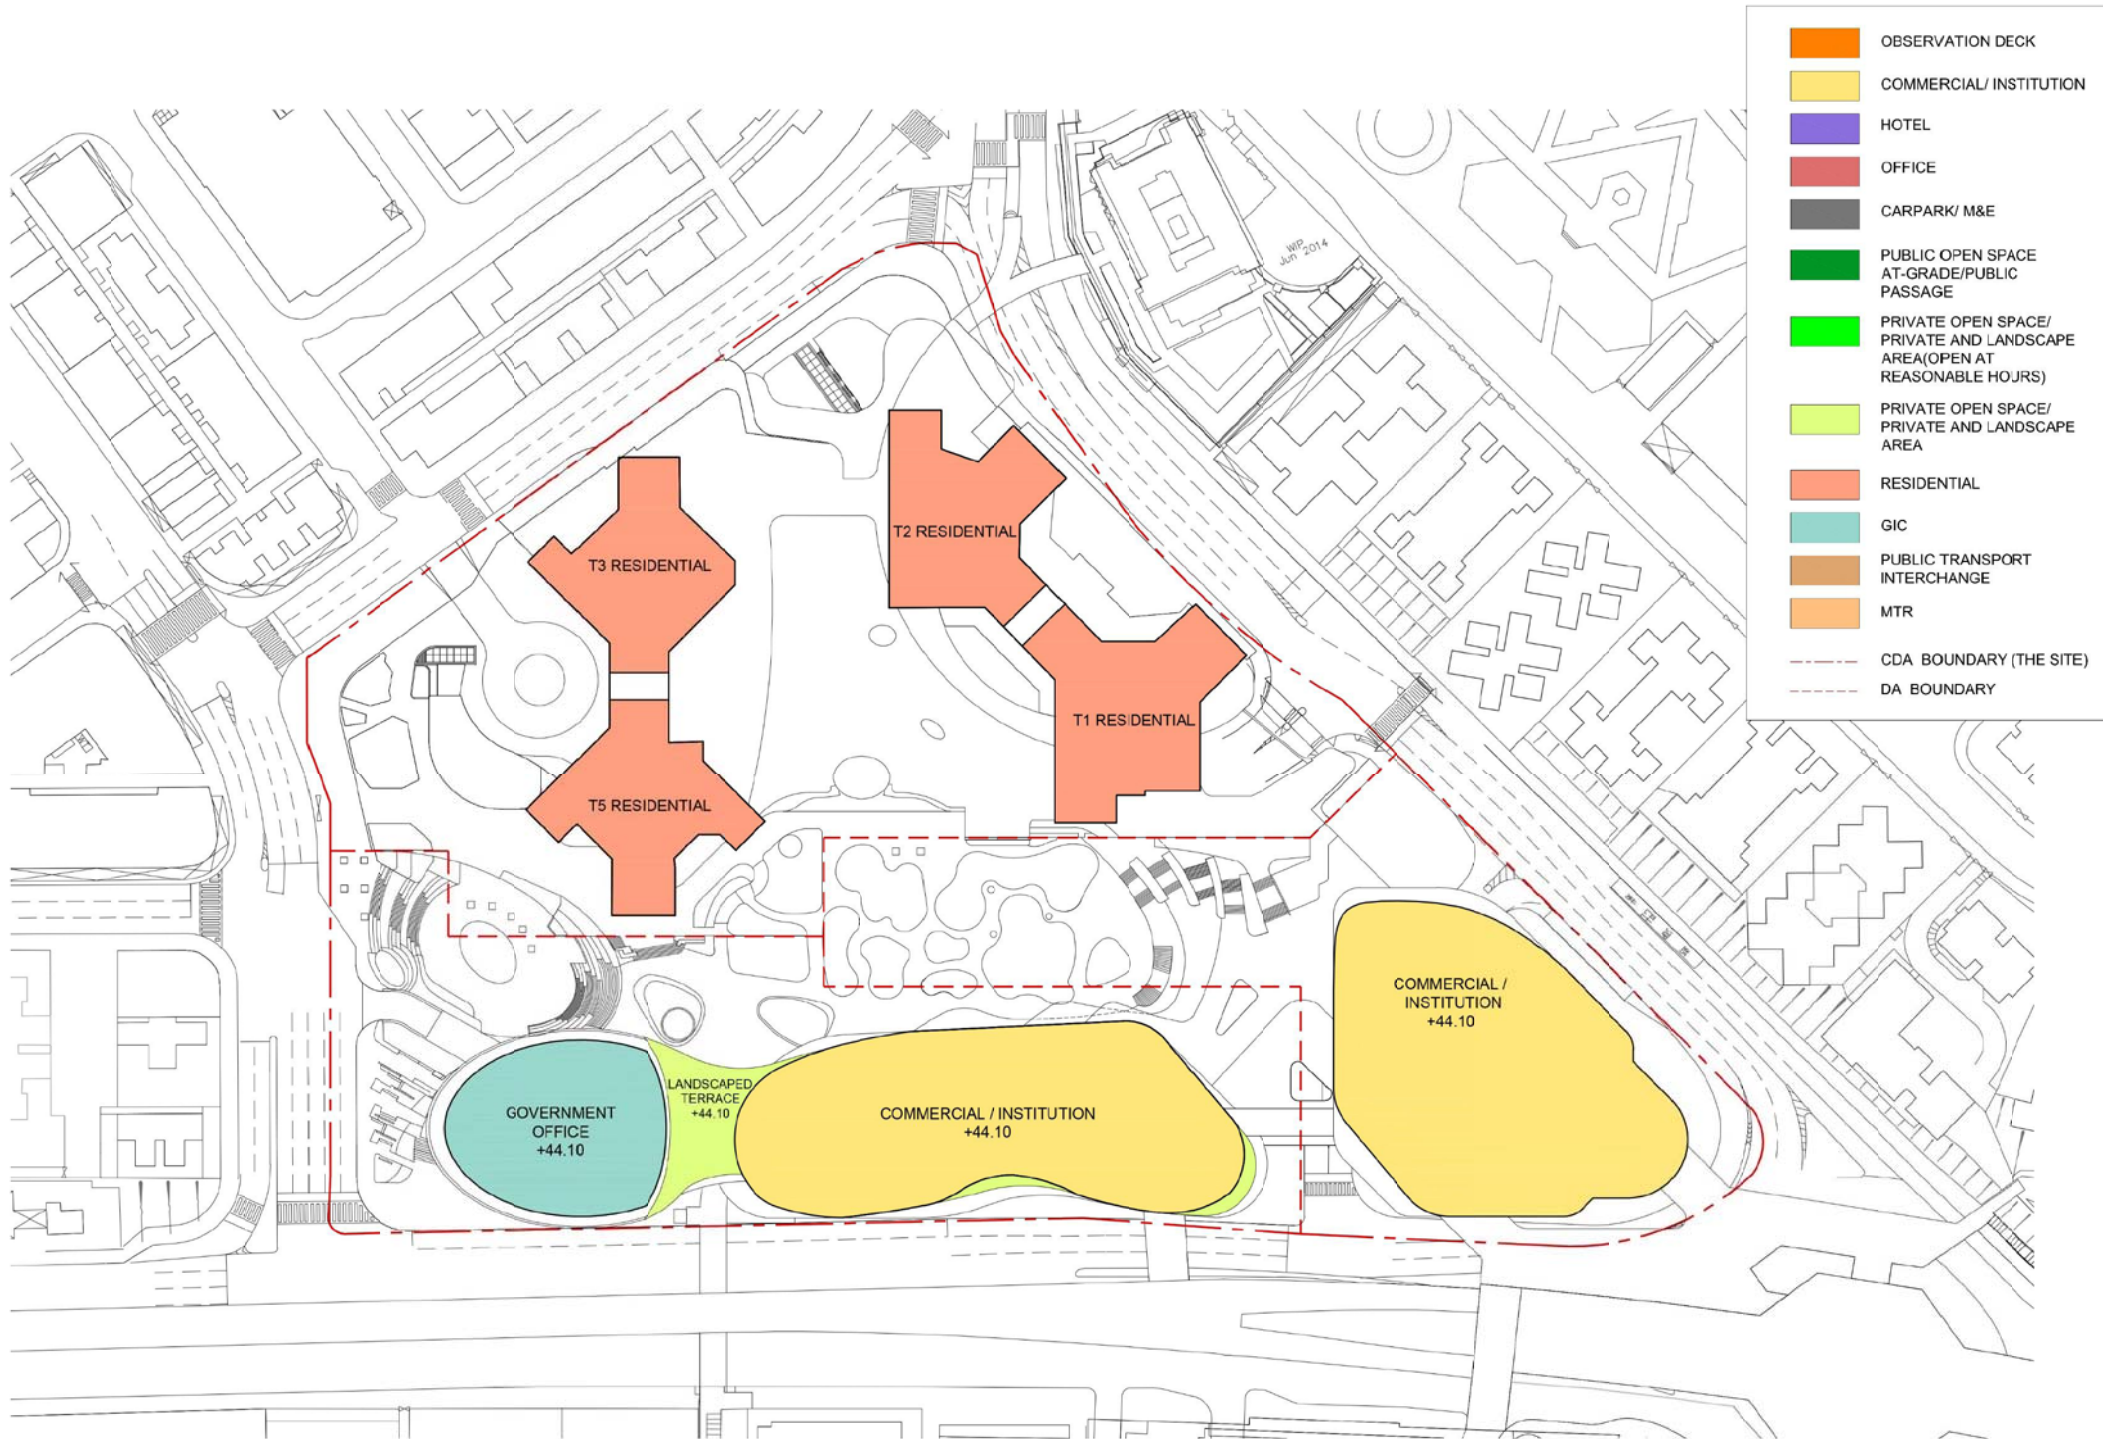 OBSERVATION DECK
COMMERCIAL/ INSTITUTION
HOTEL
OFFICE
CARPARK/ M&E
PUBLIC OPEN SPACE
AT-GRADE/PUBLIC
PASSAGE
PRIVATE OPEN SPACE/
PRIVATE AND LANDSCAPE
AREA(OPEN AT
REASONABLE HOURS)
PRIVATE OPEN SPACE/
PRIVATE AND LANDSCAPE
AREA
RESIDENTIAL
GIC
PUBLIC TRANSPORT
INTERCHANGE
MTR
CDA BOUNDARY (THE SITE)
DA BOUNDARY
WIP
Jun 2014
T2 RESIDENTIAL
T3 RESIDENTIAL
T1 RESIDENTIAL
T5 RESIDENTIAL
COMMERCIAL /
INSTITUTION
+44.10
LANDSCAPED
TERRACE
+44.10
GOVERNMENT
OFFICE
+44.10
COMMERCIAL / INSTITUTION
+44.10